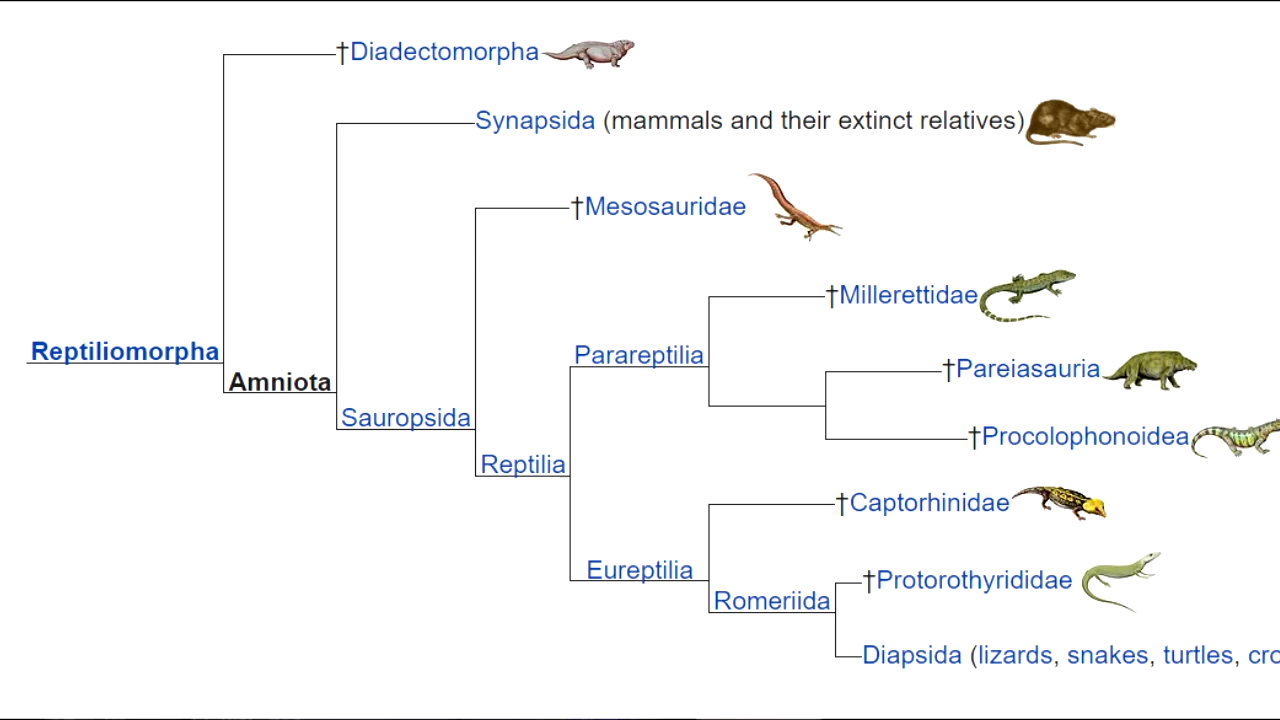 †Diadectomorpha
Synapsida (mammals and their extinct relatives)
†Mesosauridae
†Millerettidae
Reptiliomorpha
Parareptilia
†Pareiasauria
Amniota
Sauropsida
†Procolophonoidea
Reptilia
†Captorhinidae
Eureptilia
†Protorothyrididae
Romeriida
Diapsida (lizards, snakes, turtles, cro